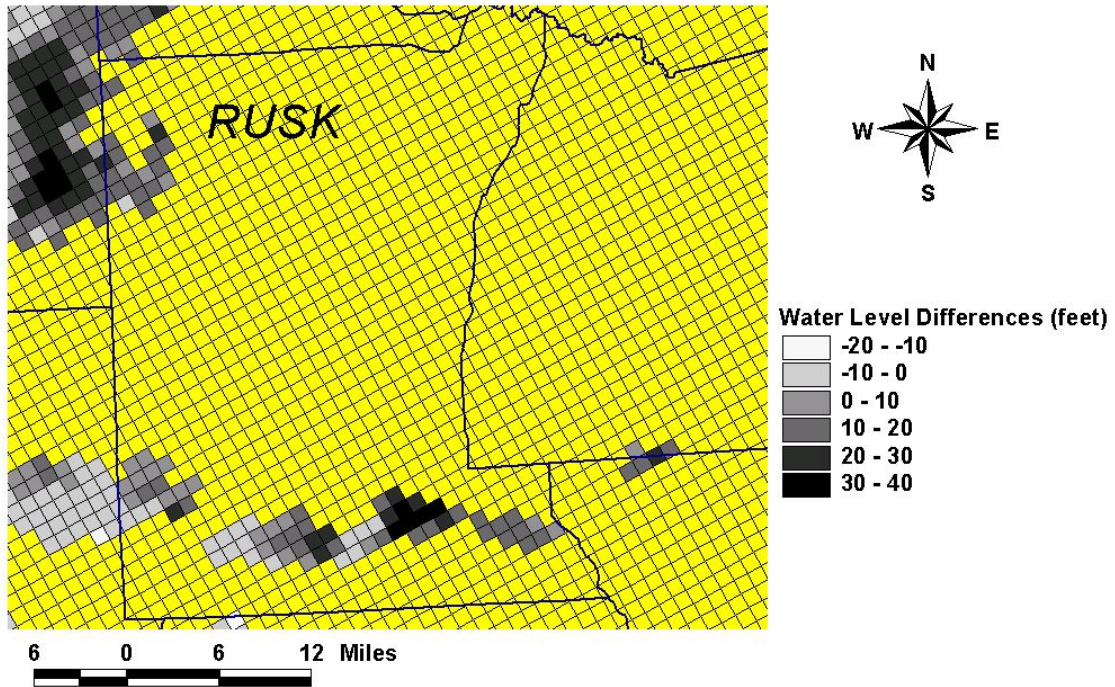 RUSK
N
W E
S
Water Level Differences (feet)
-20 - -10
-10 - 0
0 - 10
10 - 20
20 - 30
30 - 40
6 0 6 12 Miles